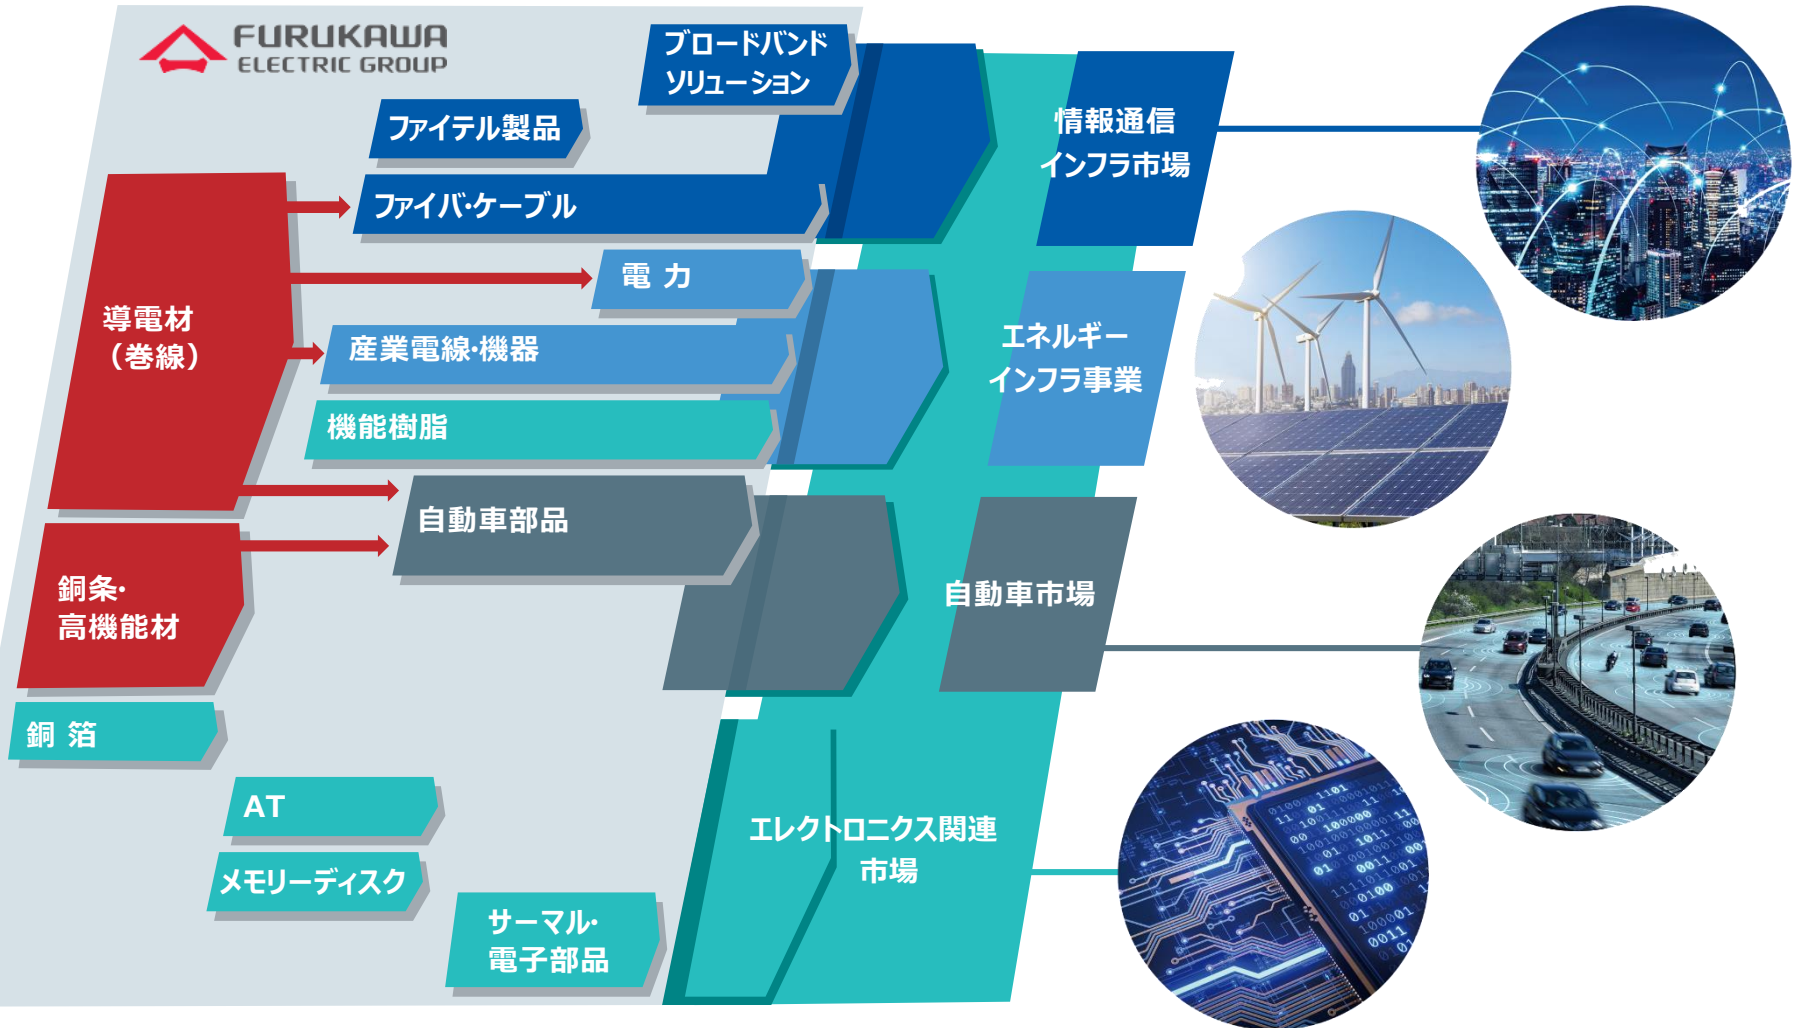 FURUKAWA
ELECTRIC GROUP
ブロードバンド
ソリューション
ファイテル製品
ファイバ・ケーブル
情報通信
インフラ市場
導電材
（巻線）
電 力
産業電線・機器
機能樹脂
エネルギー
インフラ事業
自動車部品
銅条・
高機能材
自動車市場
銅 箔
AT
メモリーディスク
サーマル・
電子部品
エレクトロニクス関連
市場